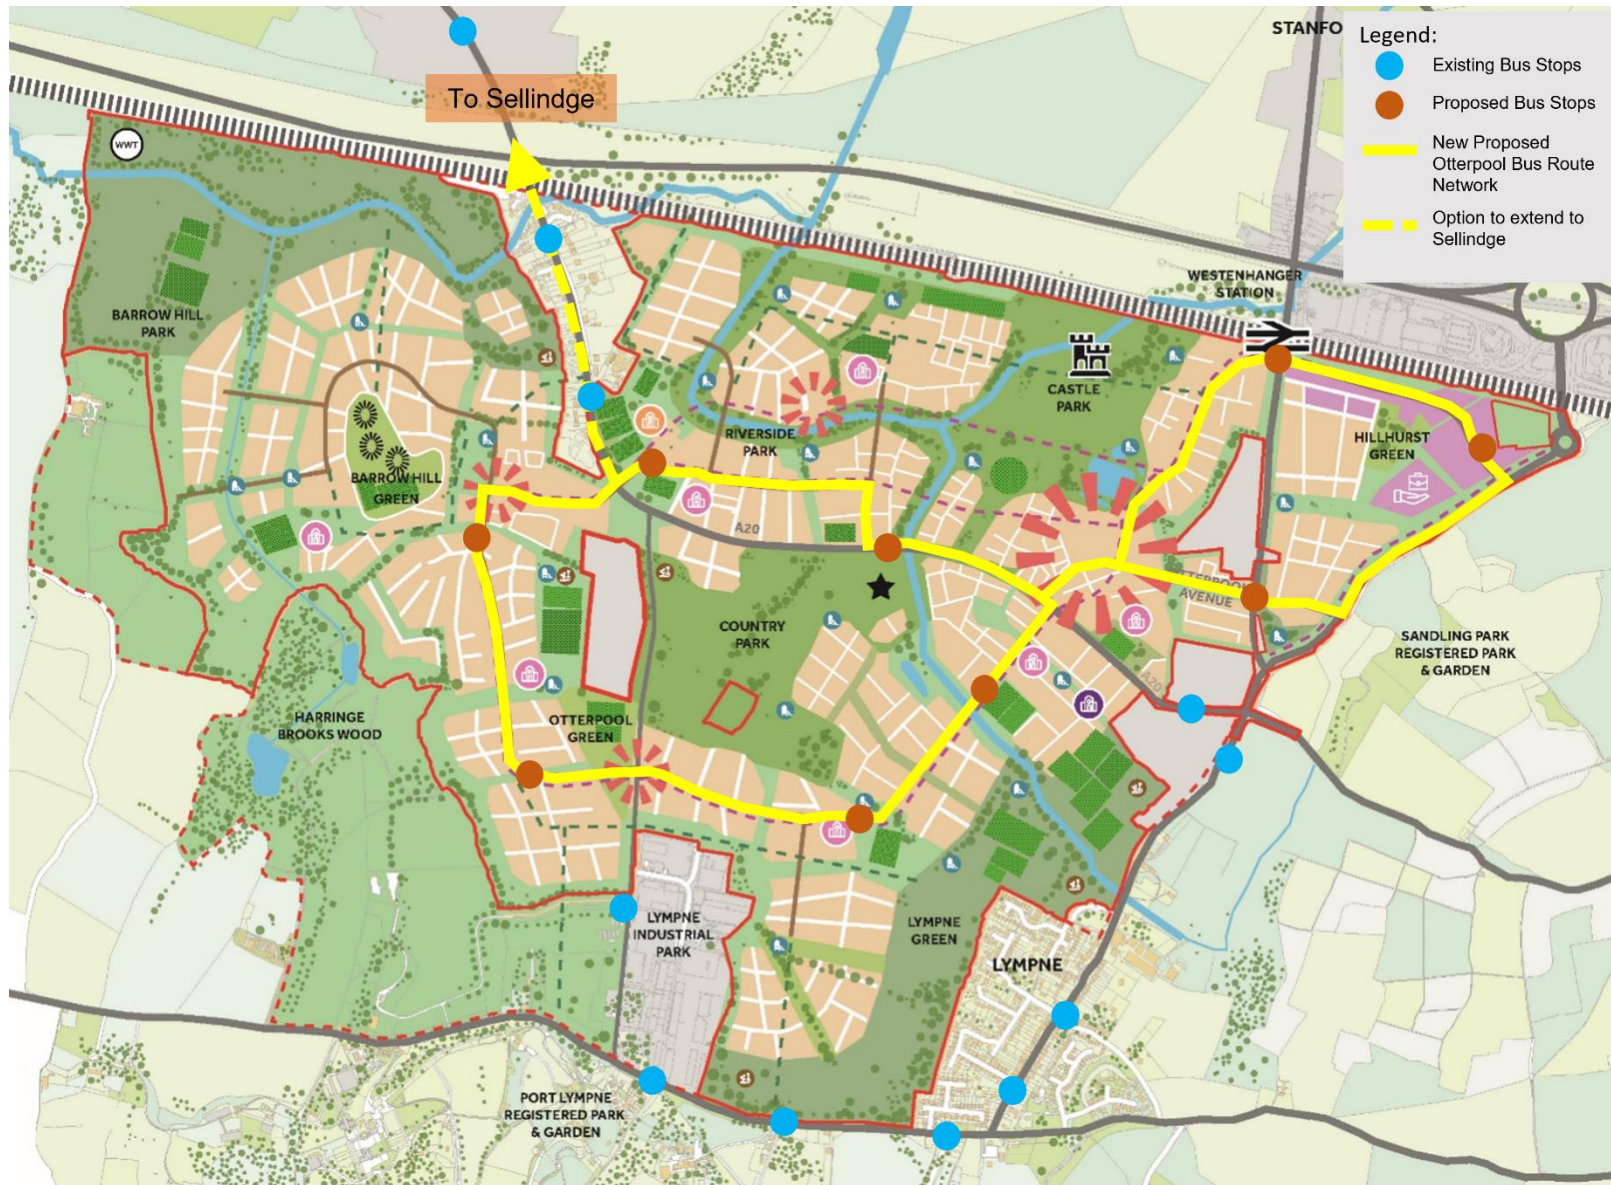 STANFO
Legend:
Existing Bus Stops
Proposed Bus Stops
New Proposed
Otterpool Bus Route
Network
Option to extend to
Sellindge
To Sellindge
WWT
WESTENHANGER
STATION
BARROW HILL
PARK
CASTLE
PARK
RIVERSIDE
PARK
HILLHURST
GREEN
BARROW HILL
GREEN
A20
AVENUE
COUNTRY
PARK
SANDLING PARK
REGISTERED PARK
& GARDEN
A20
HARRINGE
BROOKS WOOD
OTTERPOOL
GREEN
LYMPNE
INDUSTRIAL
PARK
LYMPNE
GREEN
LYMPNE
PORT LYMPNE
REGISTERED PARK
& GARDEN